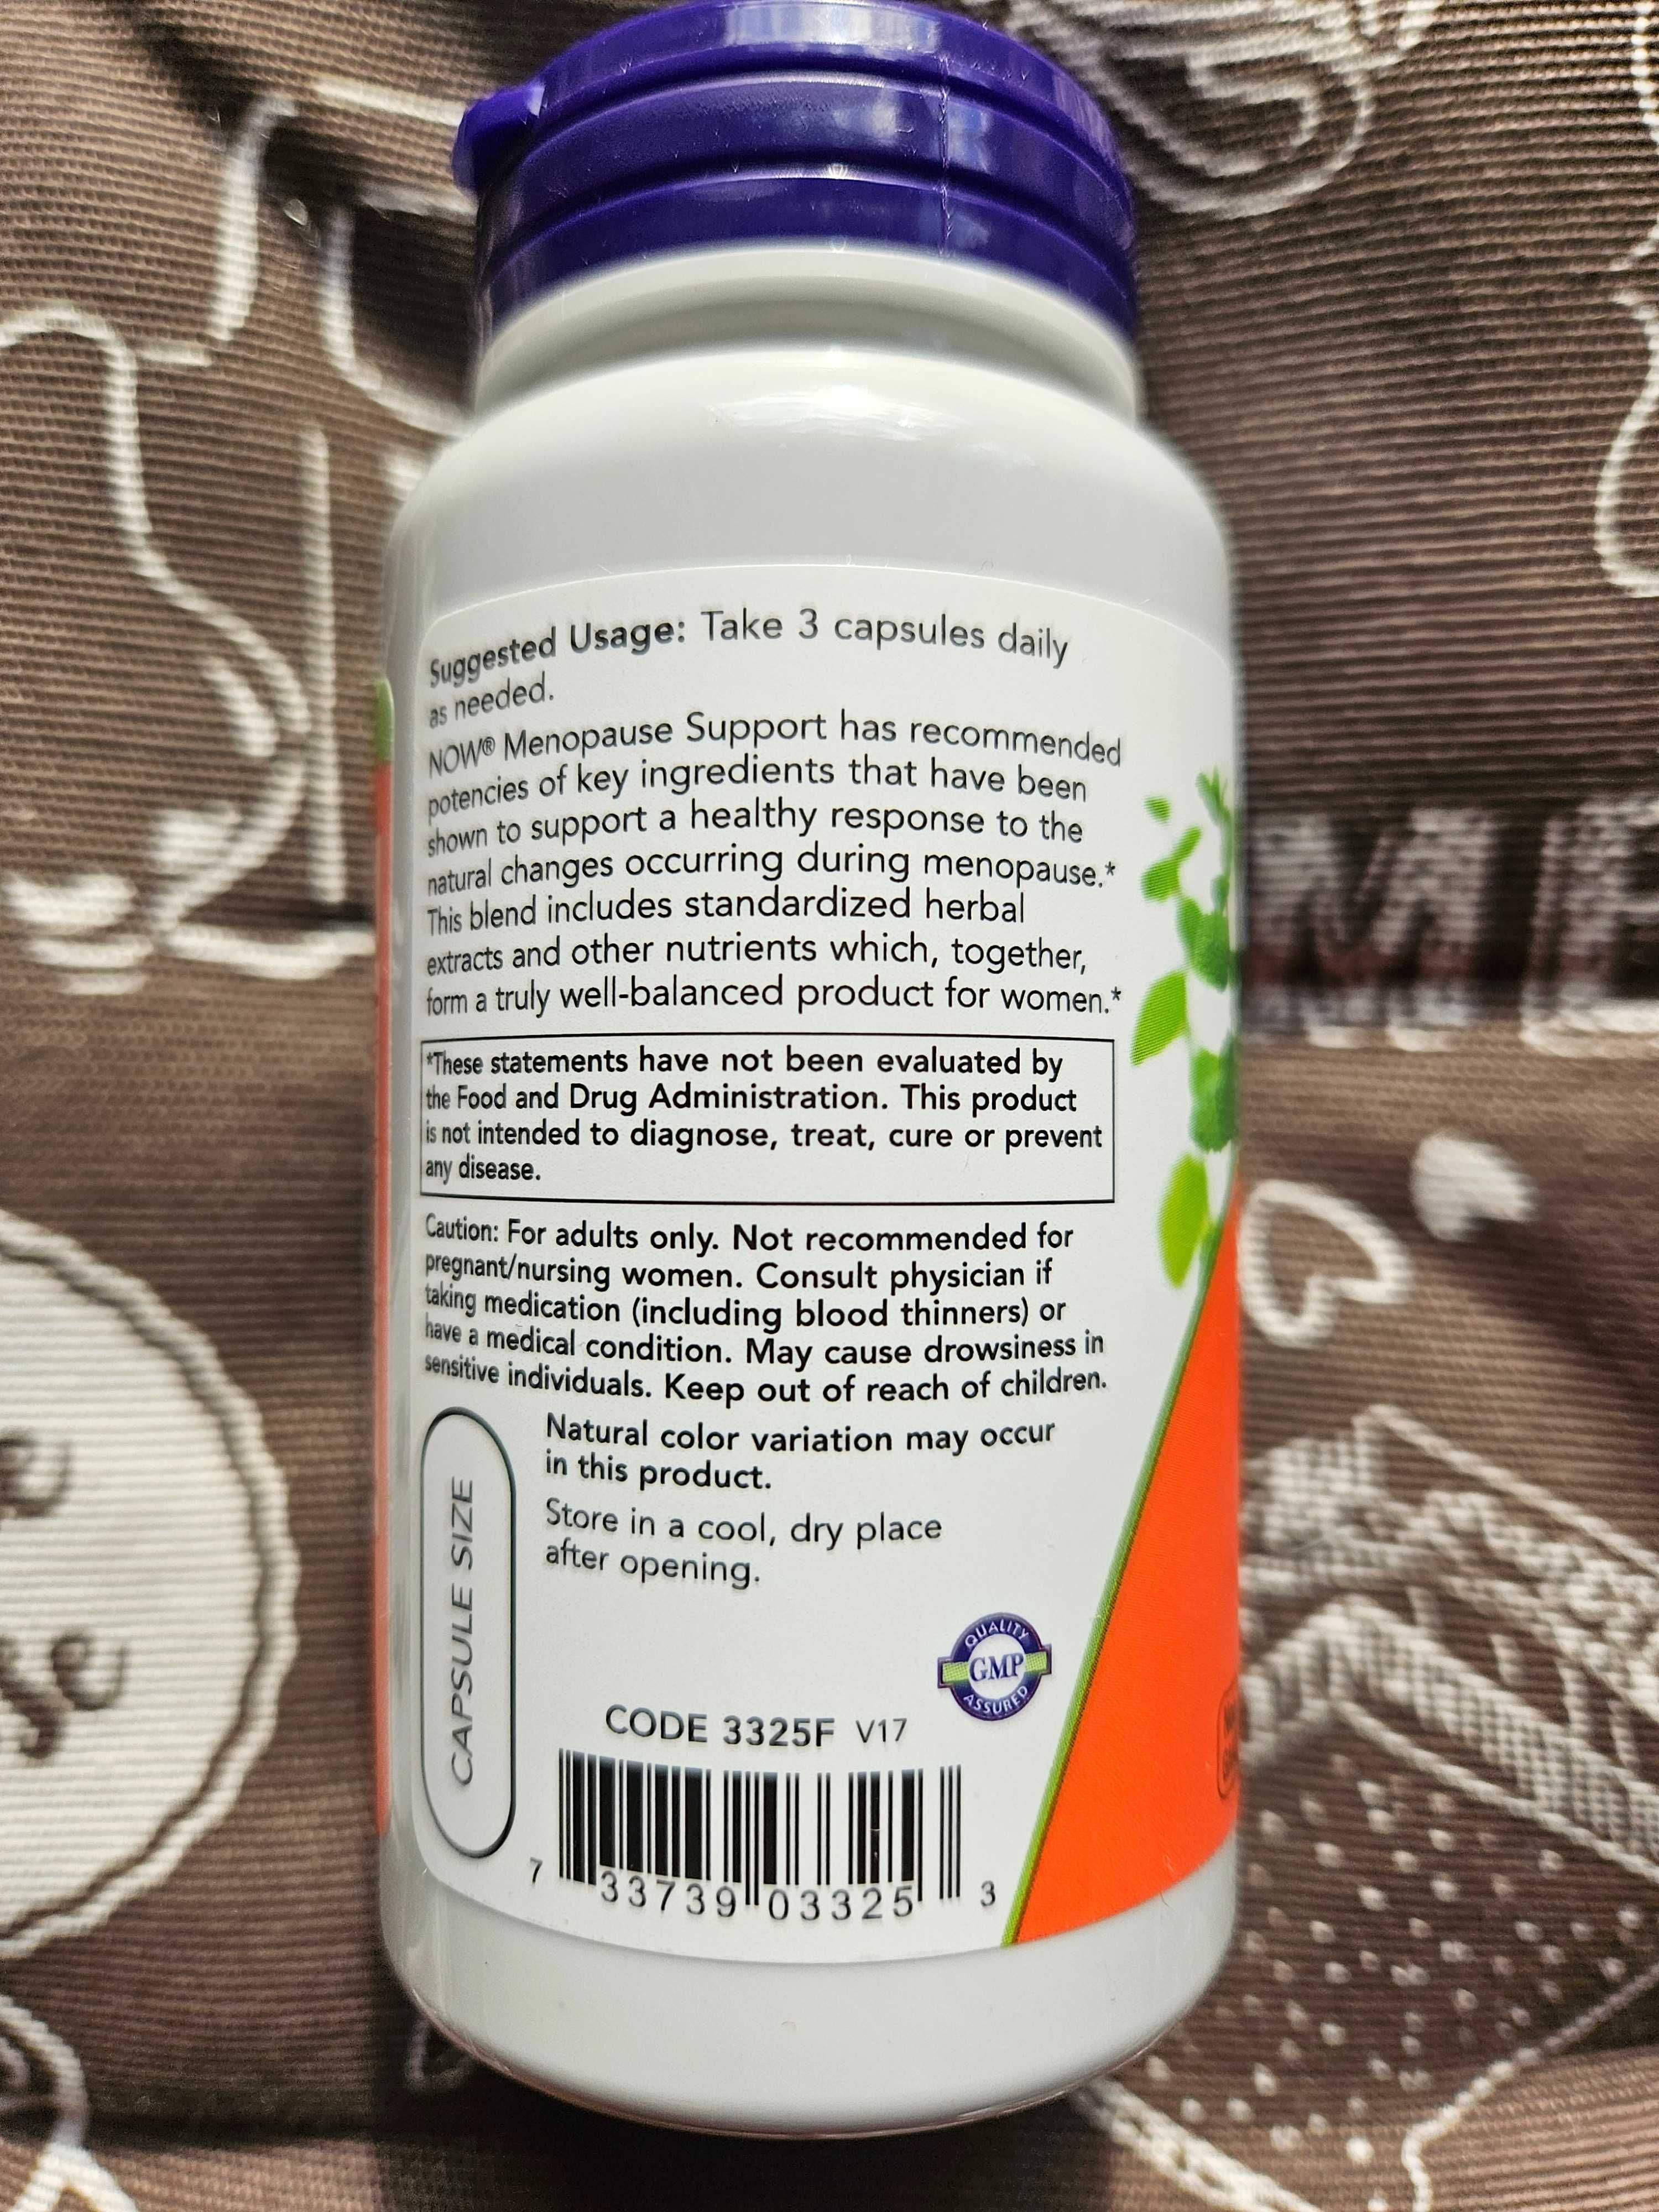 Suggested Usage: Take 3 capsules daily
as needed.
NOW® Menopause Support has recommended
potencies of key ingredients that have been
shown to support a healthy response to the
natural changes occurring during menopause.*
This blend includes standardized herbal
extracts and other nutrients which, together,
form a truly well-balanced product for women.*
*These statements have not been evaluated by
the Food and Drug Administration. This product
is not intended to diagnose, treat, cure or prevent
any disease.
Caution: For adults only. Not recommended for
pregnant/nursing women. Consult physician if
taking medication (including blood thinners) or
have a medical condition. May cause drowsiness in
sensitive individuals. Keep out of reach of children.
Natural color variation may occur
in this product.
Store in a cool, dry place
after opening.
CAPSULE SIZE
QUALITY
GMP
ASSURED
CODE 3325F V17
7 33739 03325 3